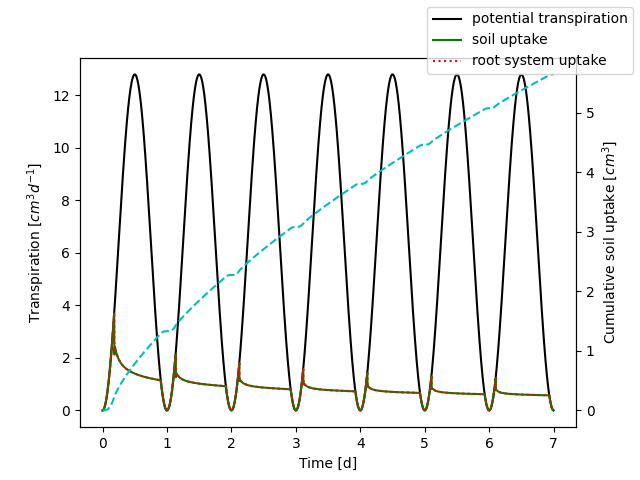 potential transpiration
soil uptake
root system uptake
12
10
8
6
4
2
0
Transpiration [cm³d⁻¹]
5
4
3
2
1
0
Cumulative soil uptake [cm³]
0 1 2 3 4 5 6 7
Time [d]